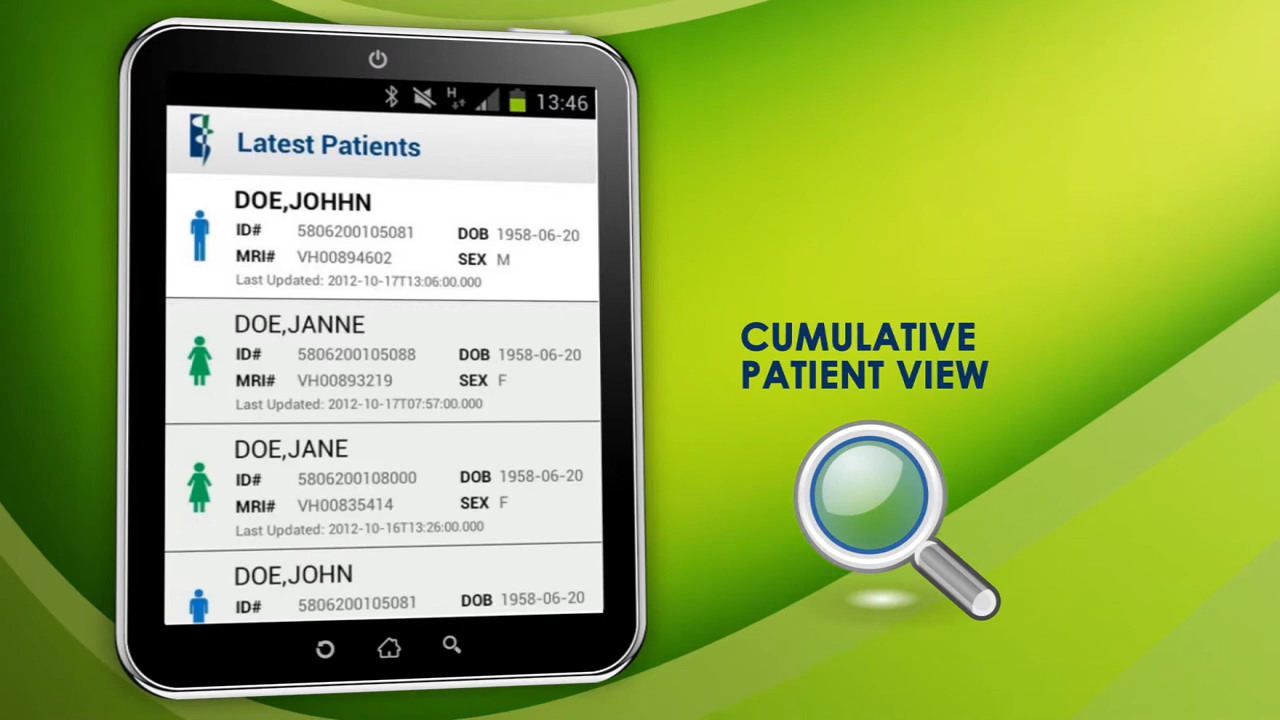 H 13:46
Latest Patients
DOE,JOHHN
ID# 5806200105081 DOB 1958-06-20
MRI# VH00894602 SEX M
Last Updated: 2012-10-17T13:06:00.000
DOE,JANNE
ID# 5806200105088 DOB 1958-06-20
MRI# VH00893219 SEX F
Last Updated: 2012-10-17T07:57:00.000
DOE,JANE
ID# 5806200108000 DOB 1958-06-20
MRI# VH00835414 SEX F
Last Updated: 2012-10-16T13:26:00.000
DOE,JOHN
ID# 5806200105081 DOB 1958-06-20
CUMULATIVE
PATIENT VIEW